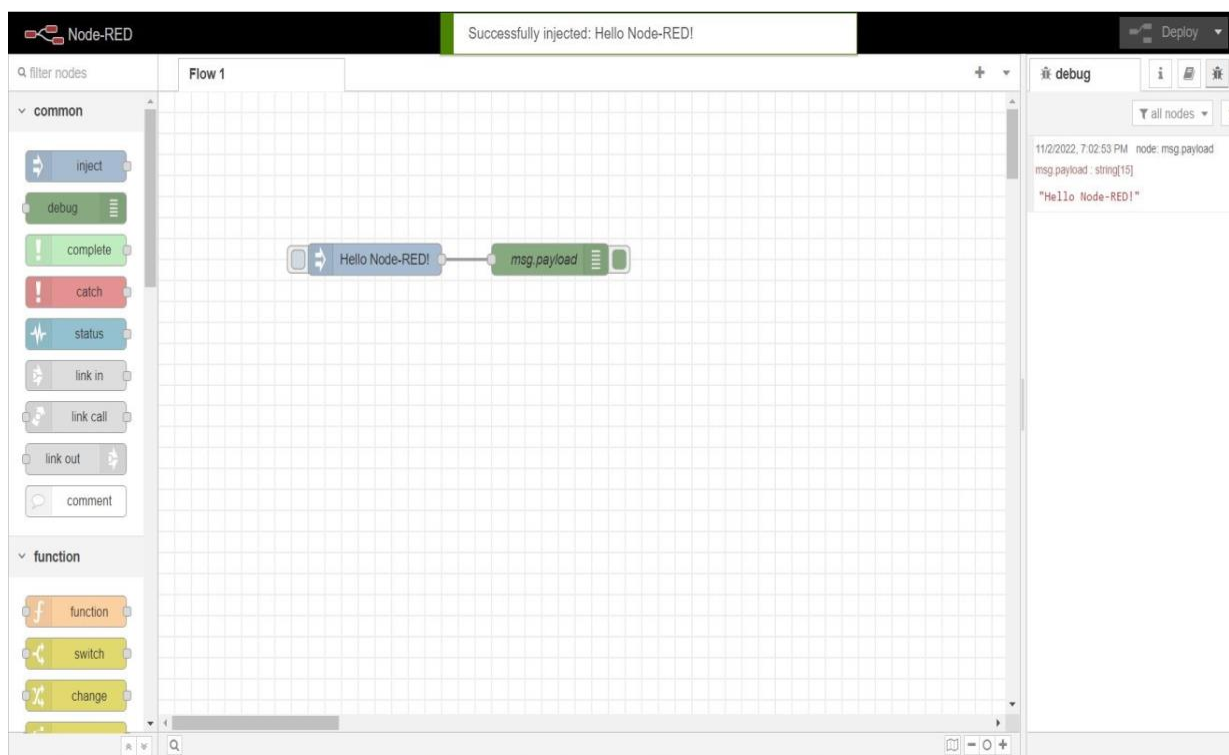 Node-RED
Successfully injected: Hello Node-RED!
Deploy
filter nodes
Flow 1
debug
i
all nodes
common
inject
debug
complete
catch
status
link in
link call
link out
comment
function
function
switch
change
Hello Node-RED!
msg.payload
11/2/2022, 7:02:53 PM node: msg.payload
msg.payload : string[15]
"Hello Node-RED!"